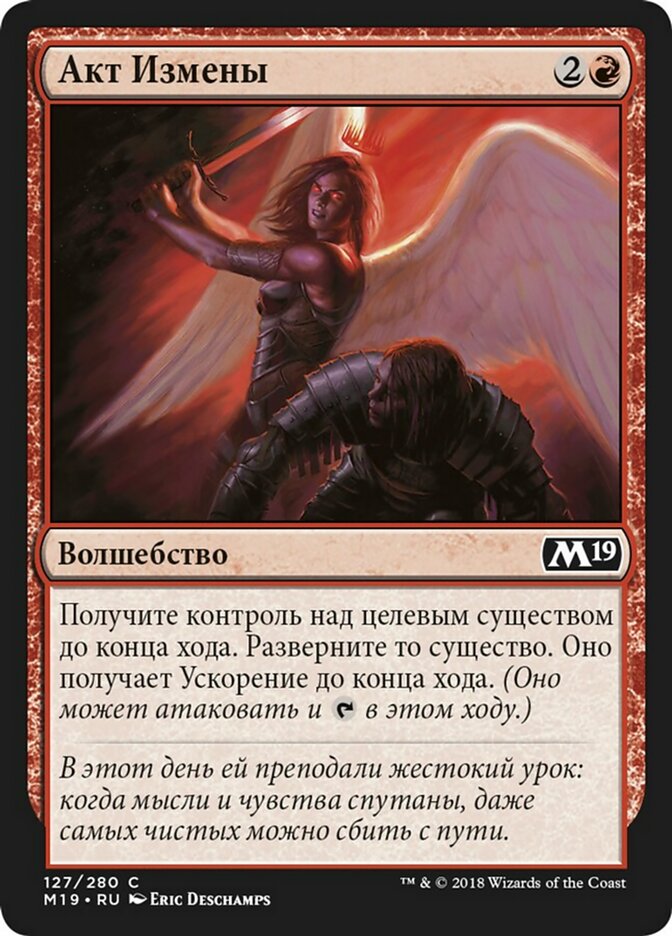 Акт Измены 2
Волшебство M19
Получите контроль над целевым существом
до конца хода. Разверните то существо. Оно
получает Ускорение до конца хода. (Оно
может атаковать и в этом ходу.)
В этот день ей преподали жестокий урок:
когда мысли и чувства спутаны, даже
самых чистых можно сбить с пути.
127/280 C
M19 • RU Eric Deschamps
™ & © 2018 Wizards of the Coast